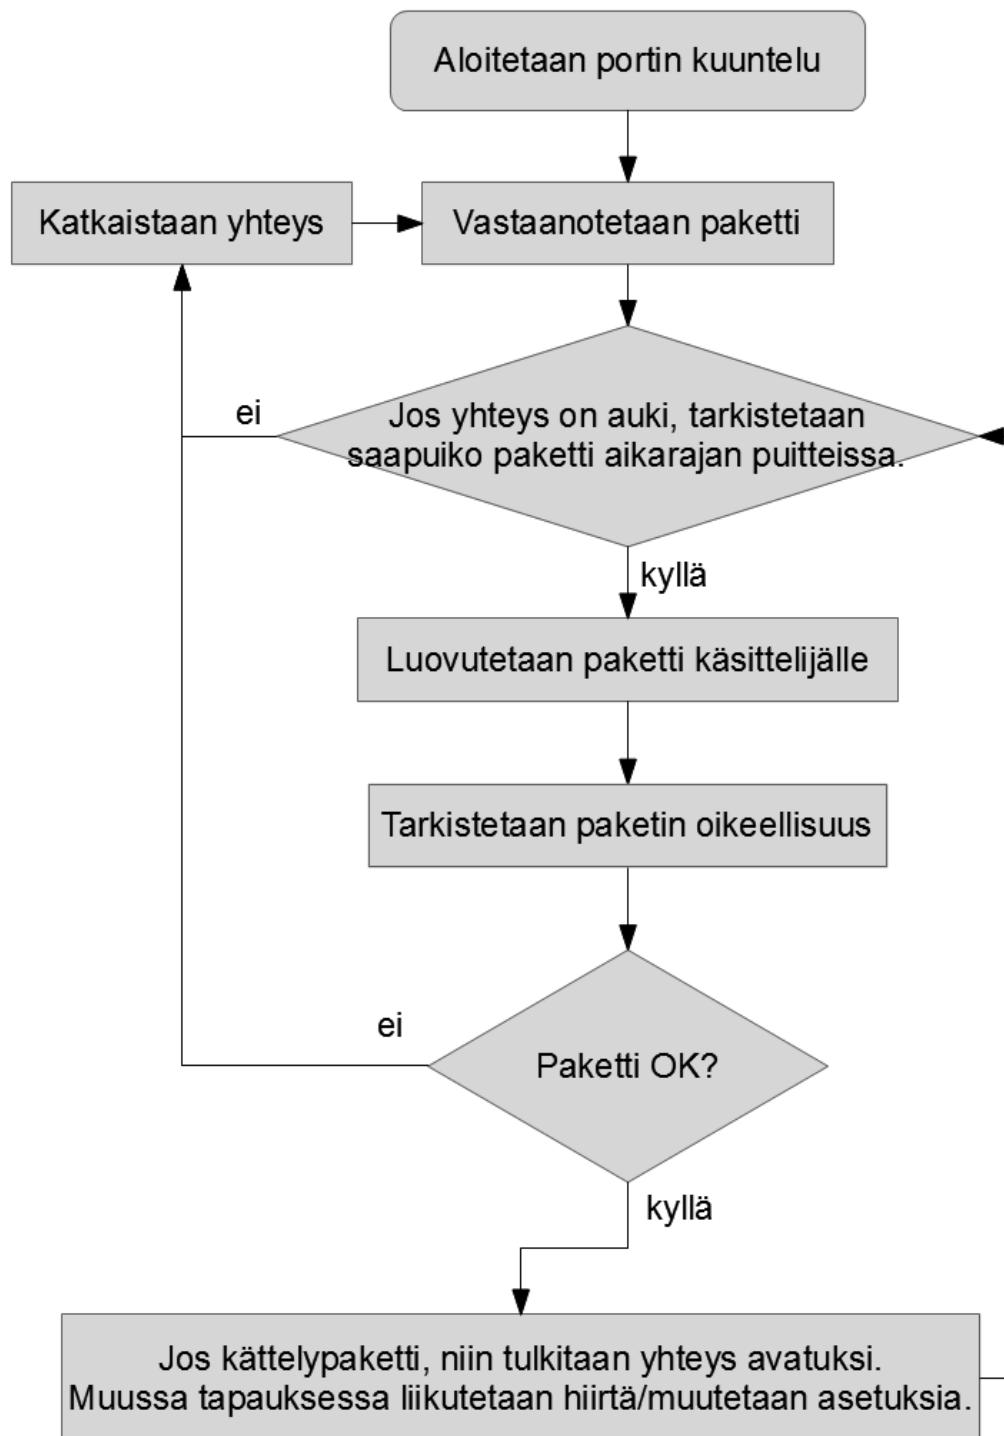 Aloitetaan portin kuuntelu
Katkaistaan yhteys
Vastaanotetaan paketti
ei
Jos yhteys on auki, tarkistetaan
saapuiko paketti aikarajan puitteissa.
kyllä
Luovutetaan paketti käsittelijälle
Tarkistetaan paketin oikeellisuus
ei
Paketti OK?
kyllä
Jos kättelypaketti, niin tulkitaan yhteys avatuksi.
Muussa tapauksessa liikutetaan hiirtä/muutetaan asetuksia.